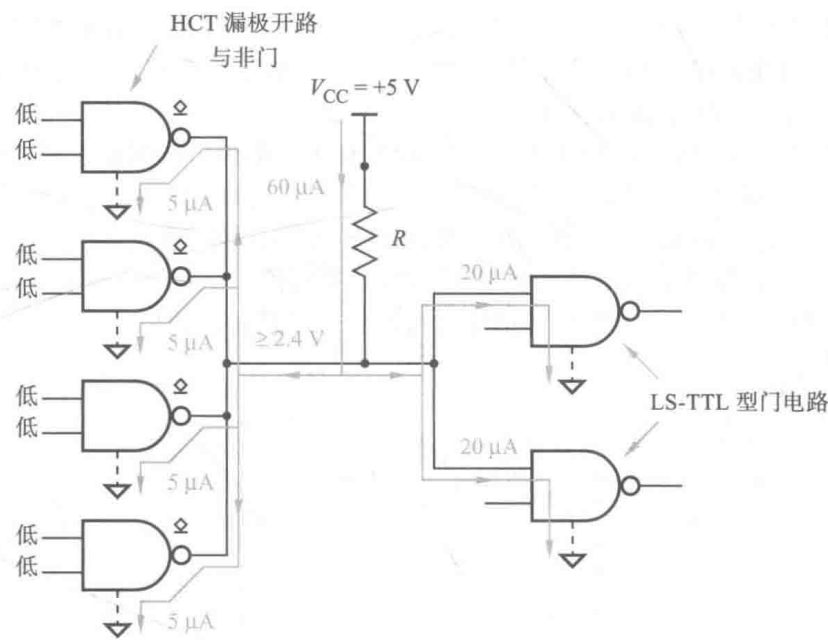 HCT 漏极开路
与非门
V_CC = +5 V
低
低
60 μA
5 μA
R
低
低
20 μA
5 μA
≥ 2.4 V
低
低
LS-TTL 型门电路
20 μA
5 μA
低
低
5 μA